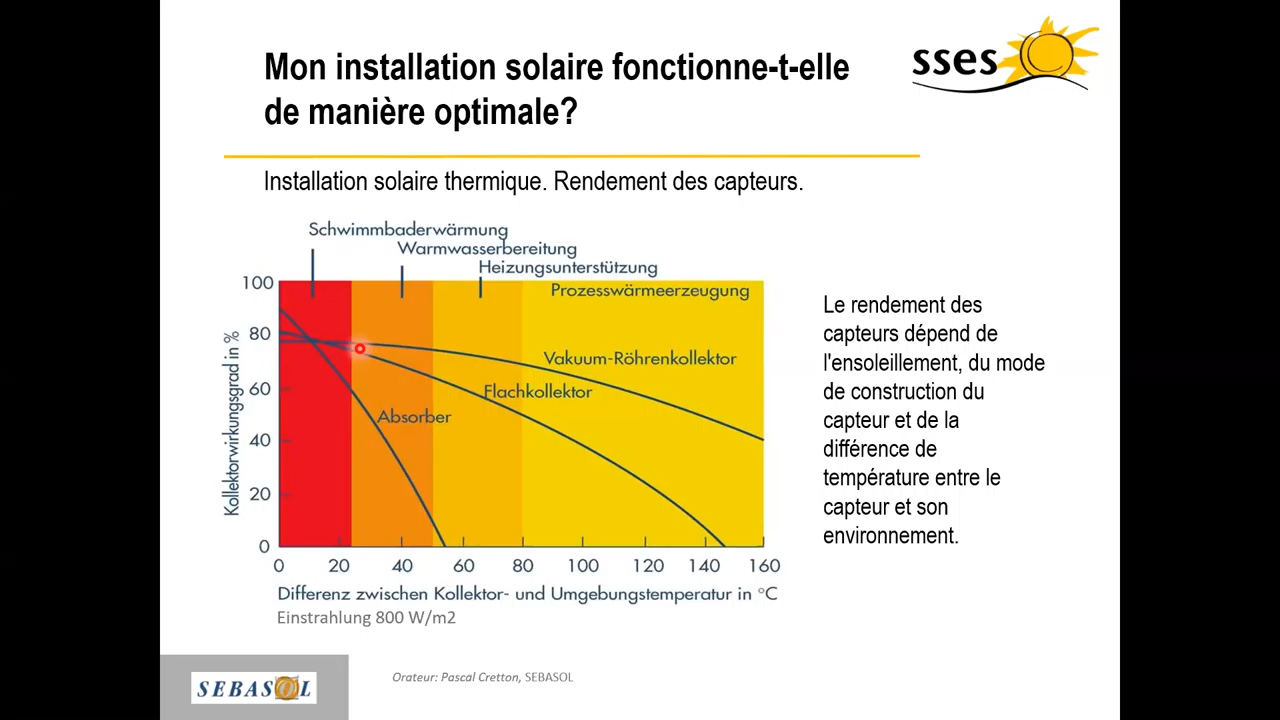 Mon installation solaire fonctionne-t-elle
de manière optimale?
sses
Installation solaire thermique. Rendement des capteurs.
Schwimmbaderwärmung
Warmwasserbereitung
Heizungsunterstützung
Prozesswärmeerzeugung
Vakuum-Röhrenkollektor
Flachkollektor
Absorber
Kollektorwirkungsgrad in %
100
80
60
40
20
0
0 20 40 60 80 100 120 140 160
Differenz zwischen Kollektor- und Umgebungstemperatur in °C
Einstrahlung 800 W/m2
Le rendement des
capteurs dépend de
l'ensoleillement, du mode
de construction du
capteur et de la
différence de
température entre le
capteur et son
environnement.
SEBASOL
Orateur: Pascal Cretton, SEBASOL